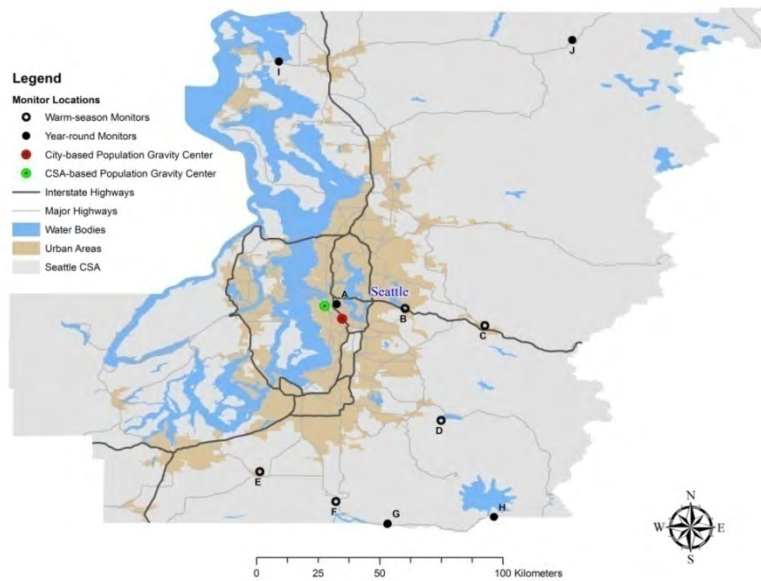 I
J
Legend
Monitor Locations
Warm-season Monitors
Year-round Monitors
City-based Population Gravity Center
CSA-based Population Gravity Center
Interstate Highways
Major Highways
Water Bodies
Urban Areas
Seattle CSA
Seattle
A
B
C
D
E
F
G
H
N
W E
S
0 25 50 100 Kilometers